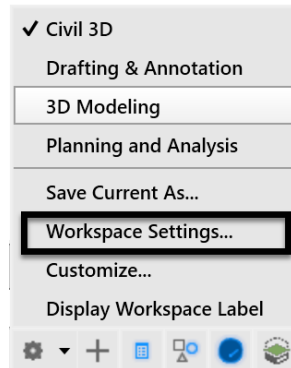 ✓ Civil 3D
Drafting & Annotation
3D Modeling
Planning and Analysis
Save Current As...
Workspace Settings...
Customize...
Display Workspace Label